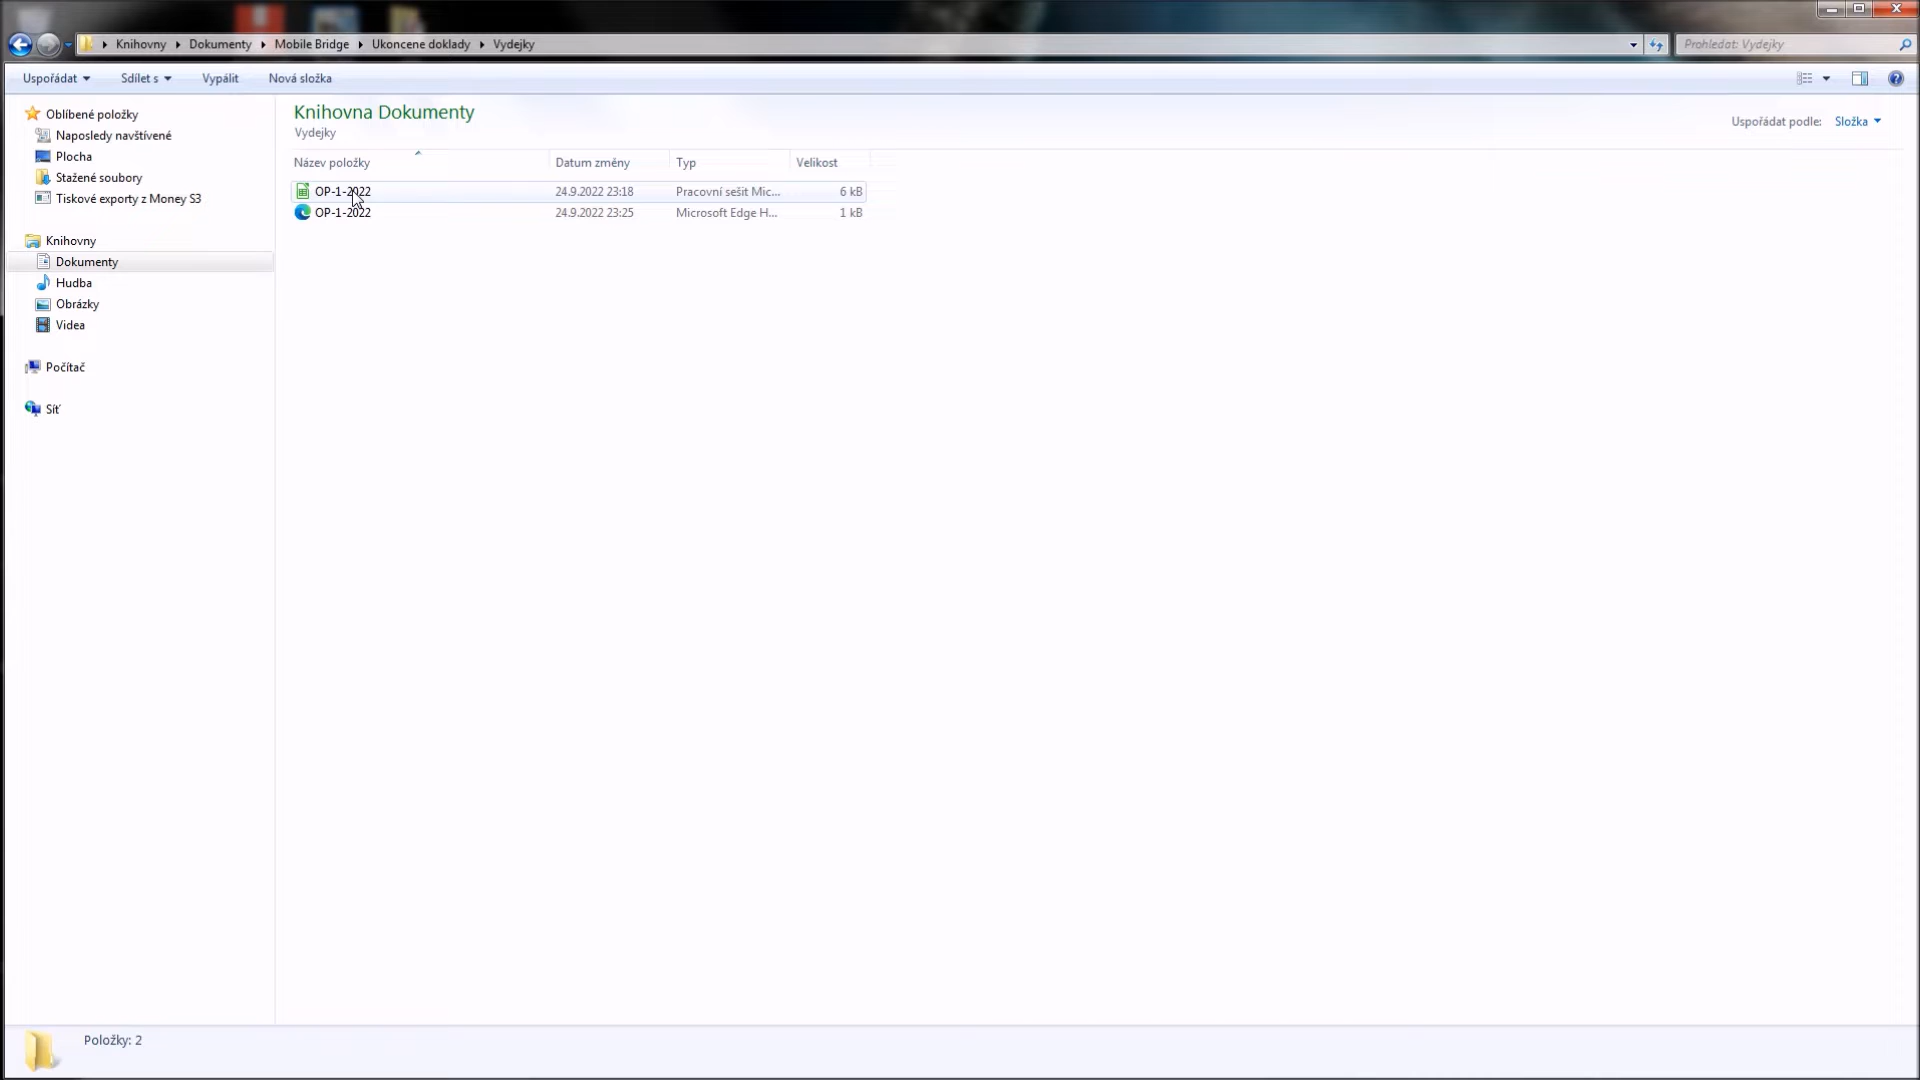 Knihovny Dokumenty Mobile Bridge Ukoncene doklady Vydejky
Prohledat: Vydejky
Uspořádat Sdílet s Vypálit Nová složka
Oblíbené položky
Naposledy navštívené
Plocha
Stažené soubory
Tiskové exporty z Money S3
Knihovny
Dokumenty
Hudba
Obrázky
Videa
Počítač
Síť
Knihovna Dokumenty
Vydejky
Uspořádat podle: Složka
Název položky Datum změny Typ Velikost
OP-1-2022 24.9.2022 23:18 Pracovní sešit Mic... 6 kB
OP-1-2022 24.9.2022 23:25 Microsoft Edge H... 1 kB
Položky: 2